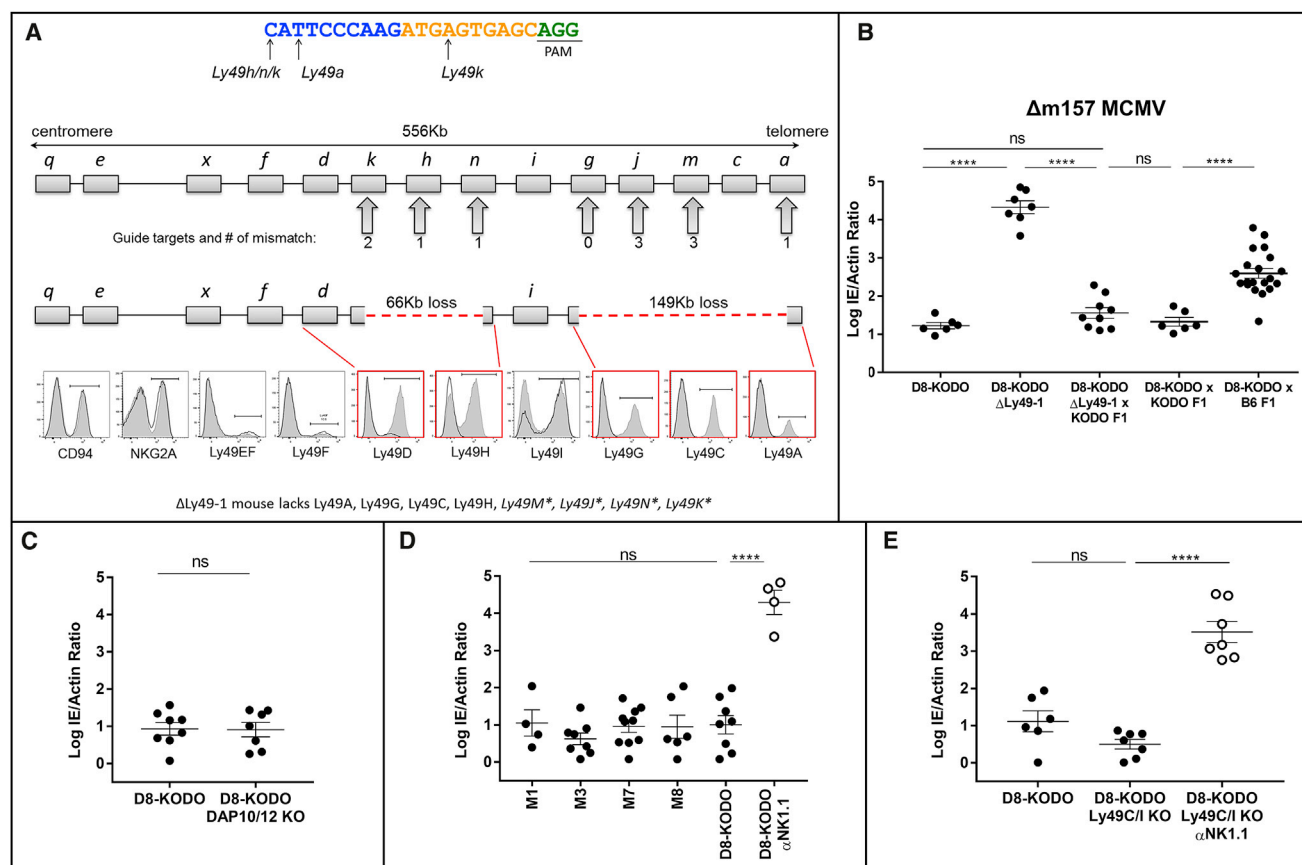 A
CATTCCCAAGATGAGTGAGCAGG
PAM
Ly49h/n/k
Ly49a
Ly49k
centromere
556Kb
telomere
q e x f d k h n i g j m c a
Guide targets and # of mismatch:
2 1 1 0 3 3 1
q e x f d
66Kb loss
i
149Kb loss
CD94
NKG2A
Ly49EF
Ly49F
Ly49D
Ly49H
Ly49I
Ly49G
Ly49C
Ly49A
ΔLy49-1 mouse lacks Ly49A, Ly49G, Ly49C, Ly49H, Ly49M*, Ly49J*, Ly49N*, Ly49K*
B
Δm157 MCMV
ns
**** **** ns ****
Log IE/Actin Ratio
5
4
3
2
1
0
D8-KODO
D8-KODO
ΔLy49-1
D8-KODO
ΔLy49-1 x
KODO F1
D8-KODO x
KODO F1
D8-KODO x
B6 F1
C
ns
Log IE/Actin Ratio
5
4
3
2
1
0
D8-KODO
D8-KODO
DAP10/12 KO
D
ns
****
Log IE/Actin Ratio
5
4
3
2
1
0
M1
M3
M7
M8
D8-KODO
D8-KODO
αNK1.1
E
ns
****
Log IE/Actin Ratio
5
4
3
2
1
0
D8-KODO
D8-KODO
Ly49C/I KO
D8-KODO
Ly49C/I KO
αNK1.1